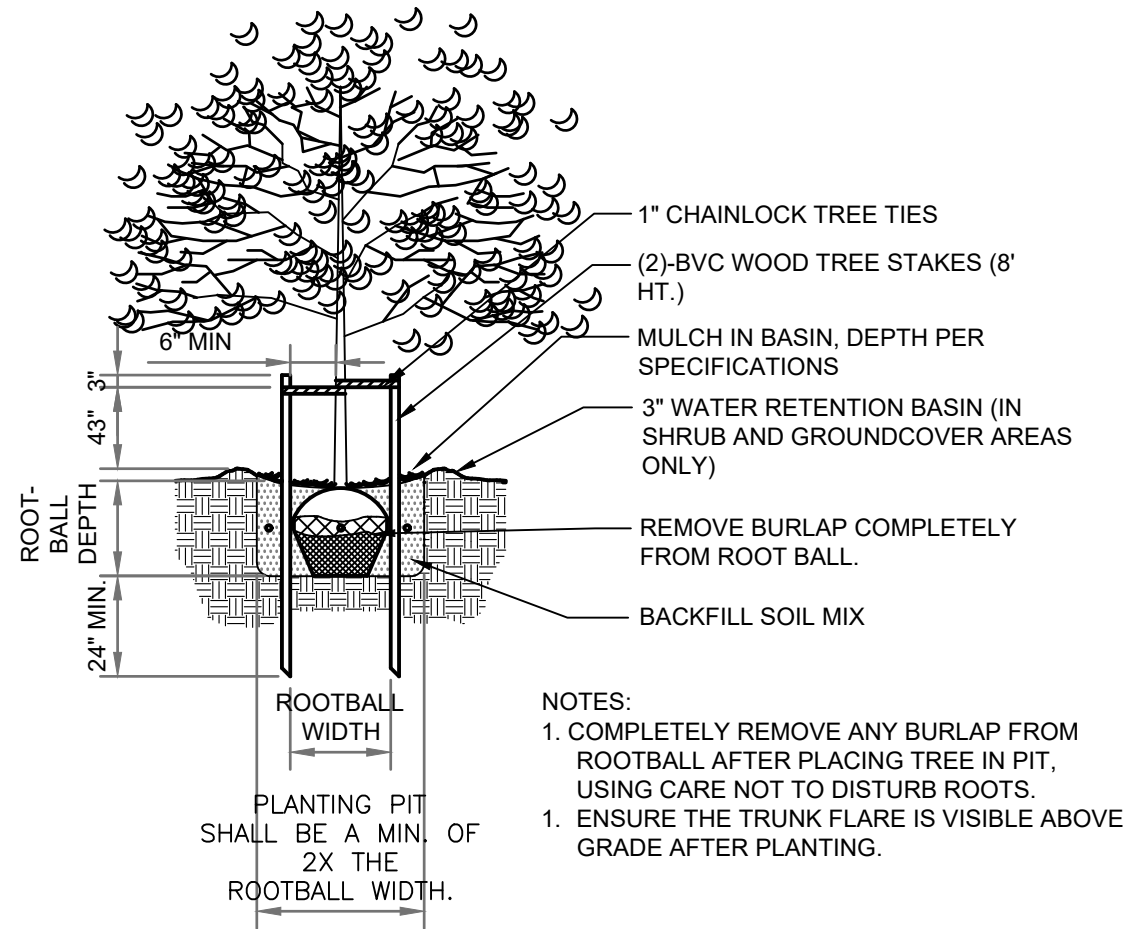 1" CHAINLOCK TREE TIES
(2)-BVC WOOD TREE STAKES (8'
HT.)
MULCH IN BASIN, DEPTH PER
SPECIFICATIONS
3" WATER RETENTION BASIN (IN
SHRUB AND GROUNDCOVER AREAS
ONLY)
REMOVE BURLAP COMPLETELY
FROM ROOT BALL.
BACKFILL SOIL MIX
6" MIN
3"
43"
ROOT-
BALL
DEPTH
24" MIN.
ROOTBALL
WIDTH
PLANTING PIT
SHALL BE A MIN. OF
2X THE
ROOTBALL WIDTH.
NOTES:
1. COMPLETELY REMOVE ANY BURLAP FROM
ROOTBALL AFTER PLACING TREE IN PIT,
USING CARE NOT TO DISTURB ROOTS.
1. ENSURE THE TRUNK FLARE IS VISIBLE ABOVE
GRADE AFTER PLANTING.